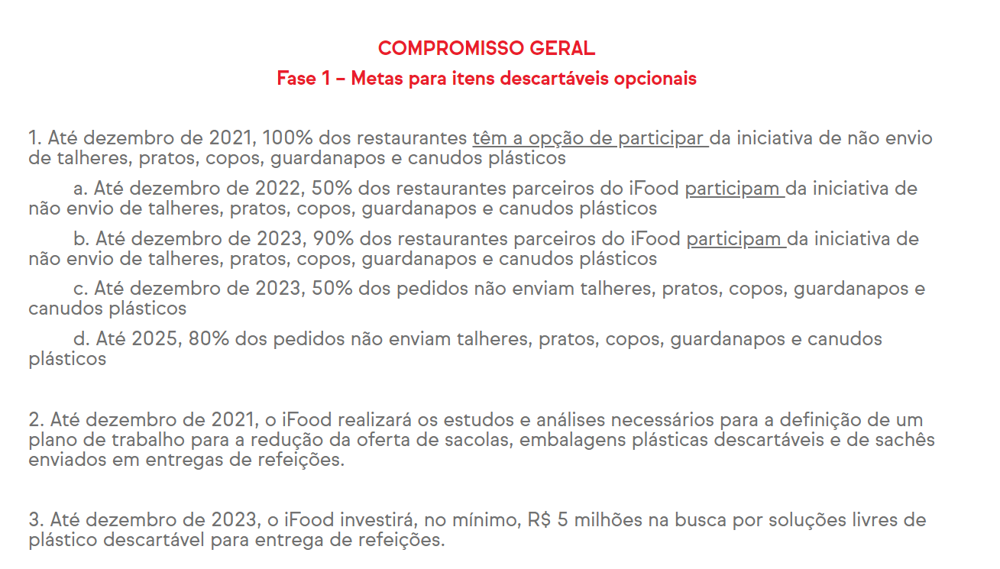 COMPROMISSO GERAL
Fase 1 – Metas para itens descartáveis opcionais
1. Até dezembro de 2021, 100% dos restaurantes têm a opção de participar da iniciativa de não envio
de talheres, pratos, copos, guardanapos e canudos plásticos
a. Até dezembro de 2022, 50% dos restaurantes parceiros do iFood participam da iniciativa de
não envio de talheres, pratos, copos, guardanapos e canudos plásticos
b. Até dezembro de 2023, 90% dos restaurantes parceiros do iFood participam da iniciativa de
não envio de talheres, pratos, copos, guardanapos e canudos plásticos
c. Até dezembro de 2023, 50% dos pedidos não enviam talheres, pratos, copos, guardanapos e
canudos plásticos
d. Até 2025, 80% dos pedidos não enviam talheres, pratos, copos, guardanapos e canudos
plásticos
2. Até dezembro de 2021, o iFood realizará os estudos e análises necessários para a definição de um
plano de trabalho para a redução da oferta de sacolas, embalagens plásticas descartáveis e de sachês
enviados em entregas de refeições.
3. Até dezembro de 2023, o iFood investirá, no mínimo, R$ 5 milhões na busca por soluções livres de
plástico descartável para entrega de refeições.